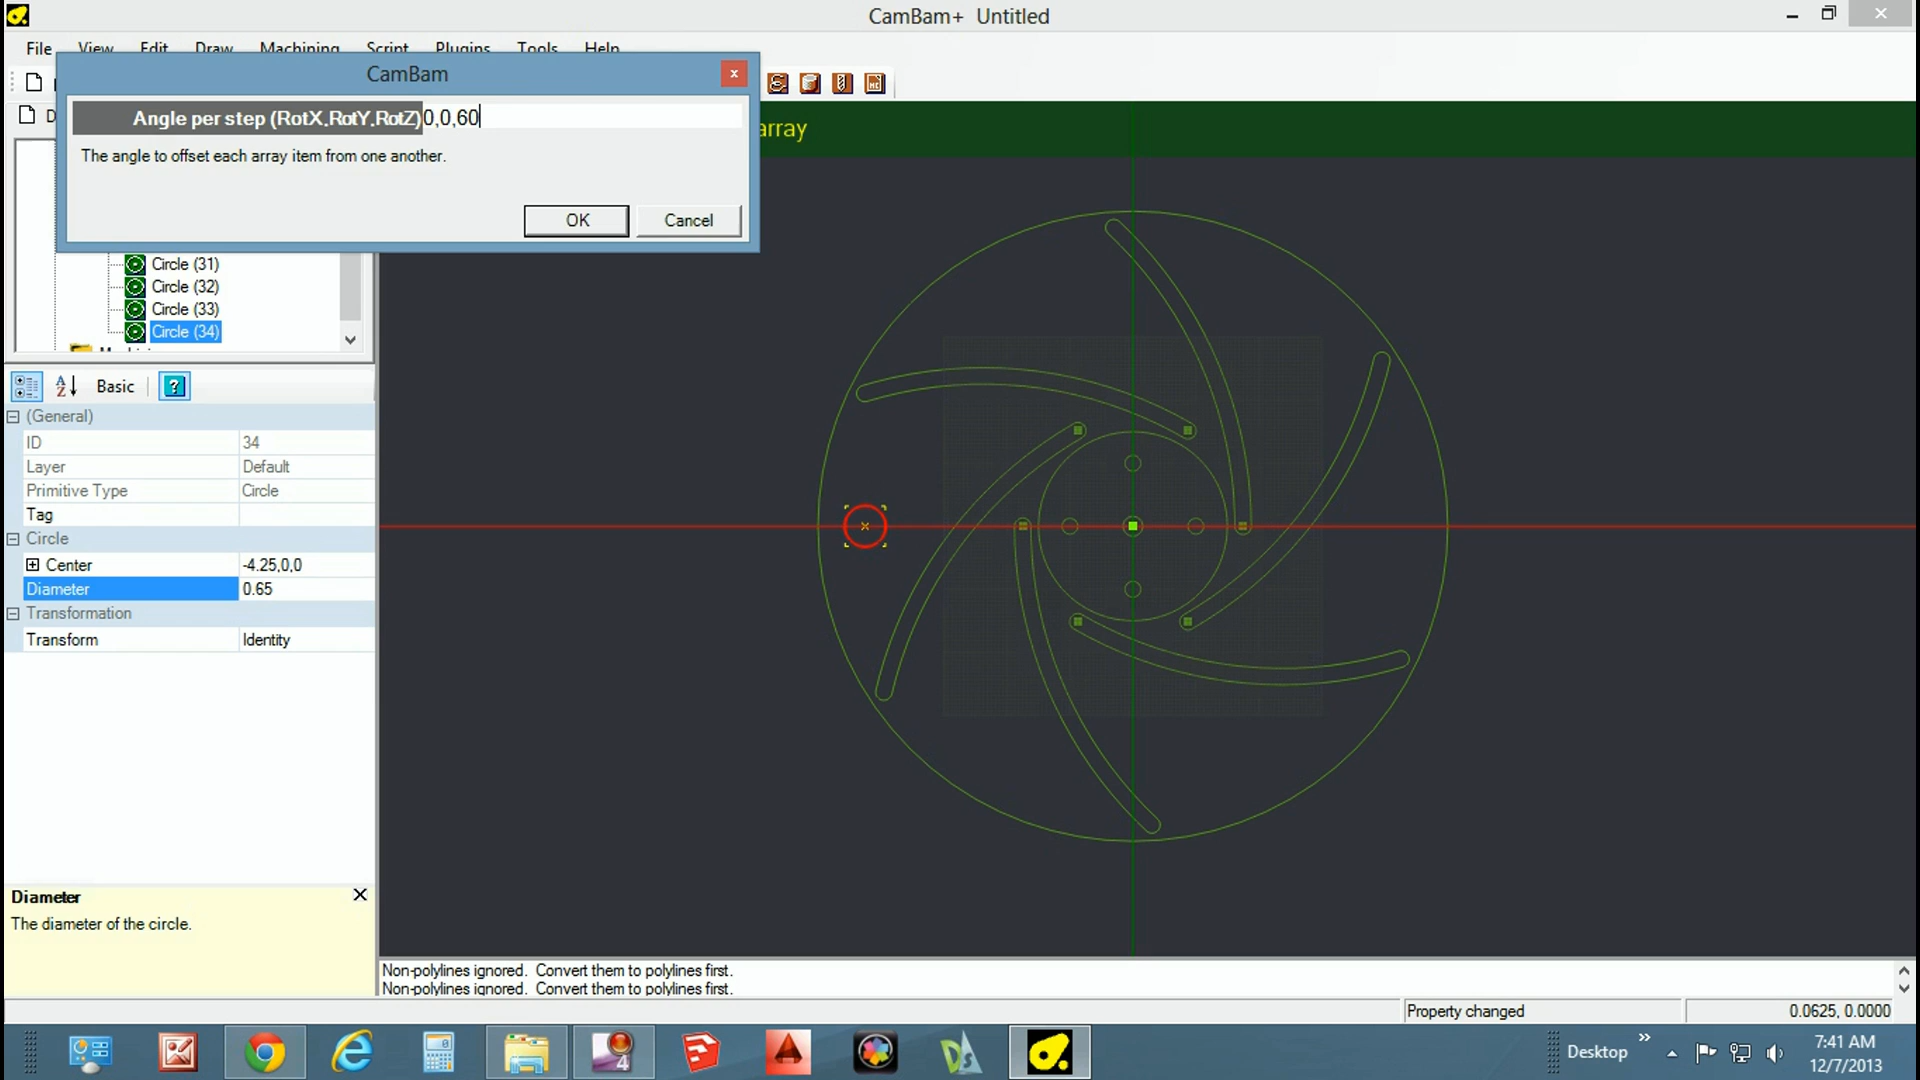 CamBam+ Untitled
File View Edit Draw Machining Script Plugins Tools Help
CamBam
x
Angle per step (RotX,RotY,RotZ) 0,0,60
The angle to offset each array item from one another.
OK Cancel
array
D
Circle (31)
Circle (32)
Circle (33)
Circle (34)
A Z Basic ?
(General)
ID 34
Layer Default
Primitive Type Circle
Tag
Circle
Center -4.25,0,0
Diameter 0.65
Transformation
Transform Identity
Diameter
The diameter of the circle.
Non-polylines ignored. Convert them to polylines first.
Non-polylines ignored. Convert them to polylines first.
Property changed 0.0625, 0.0000
4
Desktop
7:41 AM
12/7/2013